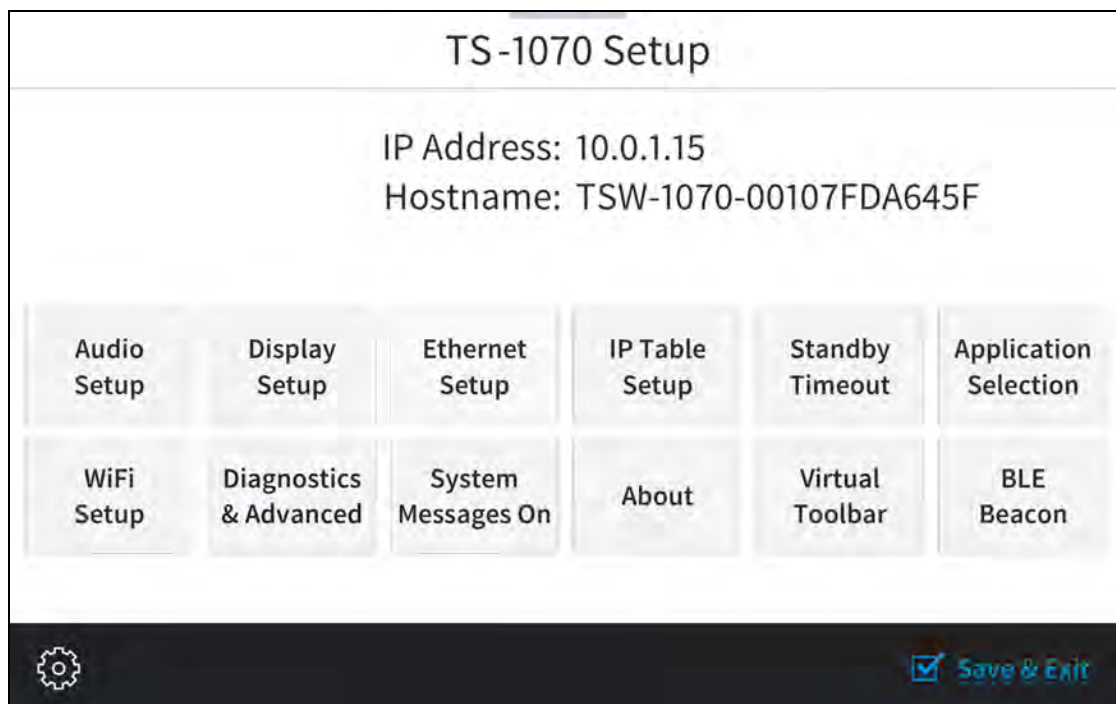 TS-1070 Setup
IP Address: 10.0.1.15
Hostname: TSW-1070-00107FDA645F
Audio
Setup
Display
Setup
Ethernet
Setup
IP Table
Setup
Standby
Timeout
Application
Selection
WiFi
Setup
Diagnostics
& Advanced
System
Messages On
About
Virtual
Toolbar
BLE
Beacon
Save & Exit